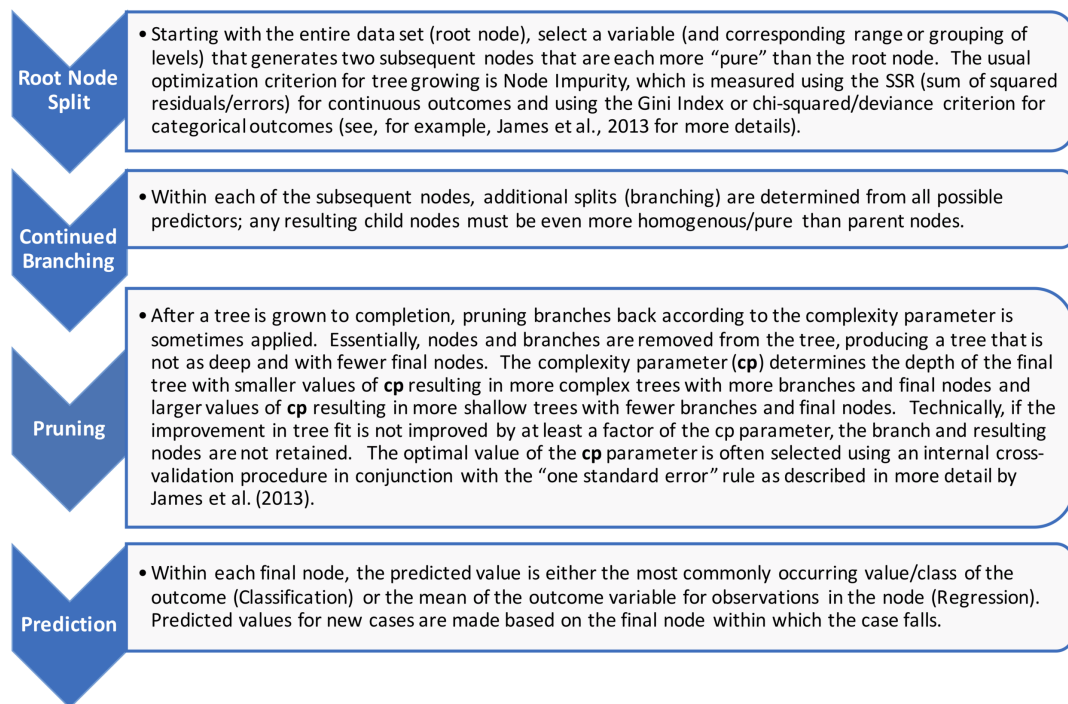 Root Node
Split
• Starting with the entire data set (root node), select a variable (and corresponding range or grouping of
levels) that generates two subsequent nodes that are each more “pure” than the root node. The usual
optimization criterion for tree growing is Node Impurity, which is measured using the SSR (sum of squared
residuals/errors) for continuous outcomes and using the Gini Index or chi-squared/deviance criterion for
categorical outcomes (see, for example, James et al., 2013 for more details).
Continued
Branching
• Within each of the subsequent nodes, additional splits (branching) are determined from all possible
predictors; any resulting child nodes must be even more homogenous/pure than parent nodes.
Pruning
• After a tree is grown to completion, pruning branches back according to the complexity parameter is
sometimes applied. Essentially, nodes and branches are removed from the tree, producing a tree that is
not as deep and with fewer final nodes. The complexity parameter (cp) determines the depth of the final
tree with smaller values of cp resulting in more complex trees with more branches and final nodes and
larger values of cp resulting in more shallow trees with fewer branches and final nodes. Technically, if the
improvement in tree fit is not improved by at least a factor of the cp parameter, the branch and resulting
nodes are not retained. The optimal value of the cp parameter is often selected using an internal cross-
validation procedure in conjunction with the “one standard error” rule as described in more detail by
James et al. (2013).
Prediction
• Within each final node, the predicted value is either the most commonly occurring value/class of the
outcome (Classification) or the mean of the outcome variable for observations in the node (Regression).
Predicted values for new cases are made based on the final node within which the case falls.